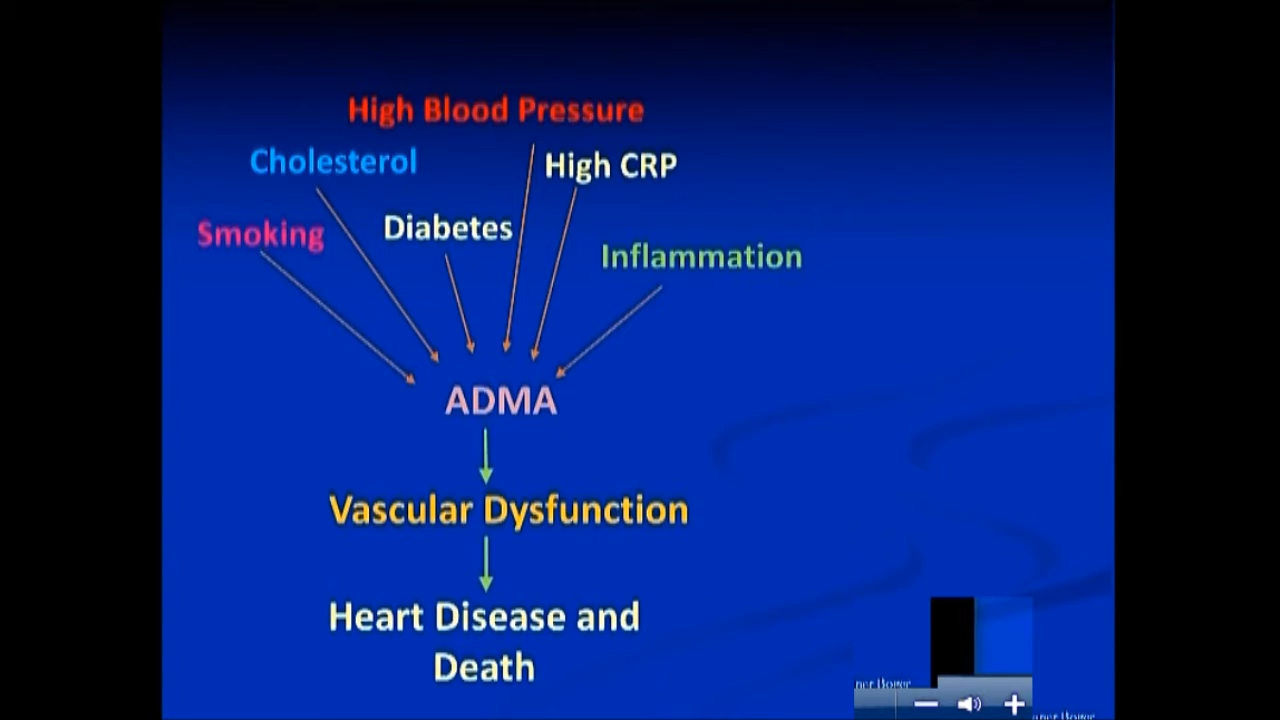 High Blood Pressure
Cholesterol
High CRP
Smoking
Diabetes
Inflammation
ADMA
Vascular Dysfunction
Heart Disease and
Death